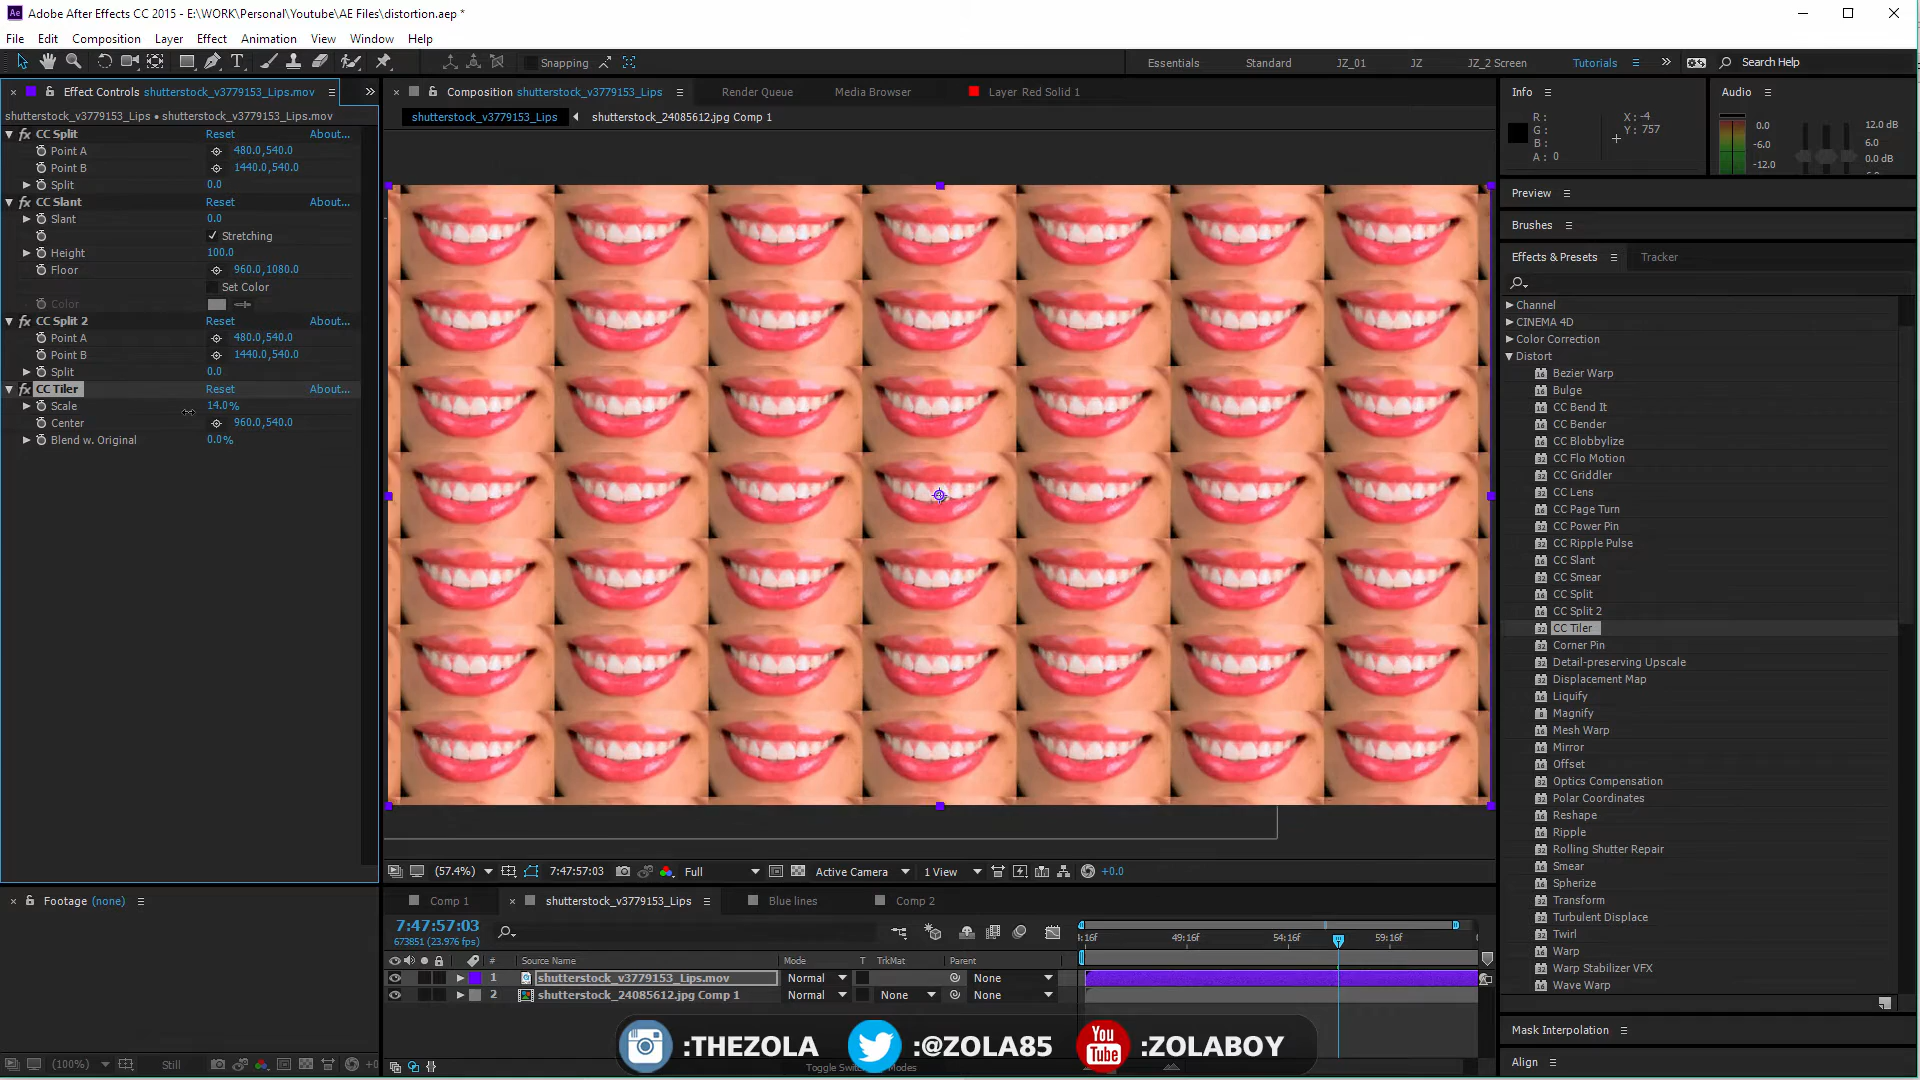 Adobe After Effects CC 2015 - E:\WORK\Personal\Youtube\AE Files\distortion.aep *
File Edit Composition Layer Effect Animation View Window Help
Snapping
Essentials Standard JZ_01 JZ JZ_2 Screen Tutorials Search Help
Effect Controls shutterstock_v3779153_Lips.mov
shutterstock_v3779153_Lips • shutterstock_v3779153_Lips.mov
fx CC Split Reset About...
Point A 480.0,540.0
Point B 1440.0,540.0
Split 0.0
fx CC Slant Reset About...
Slant 0.0
Stretching
Height 100.0
Floor 960.0,1080.0
Set Color
Color
fx CC Split 2 Reset About...
Point A 480.0,540.0
Point B 1440.0,540.0
Split 0.0
fx CC Tiler Reset About...
Scale 14.0%
Center 960.0,540.0
Blend w. Original 0.0%
Composition shutterstock_v3779153_Lips Render Queue Media Browser Layer Red Solid 1
shutterstock_v3779153_Lips shutterstock_24085612.jpg Comp 1
(57.4%) 7:47:57:03 Full Active Camera 1 View +0.0
Info
R :
G :
B :
A : 0
X : -4
Y : 757
Audio
0.0
-6.0
-12.0
12.0 dB
6.0
0.0 dB
Preview
Brushes
Effects & Presets Tracker
Channel
CINEMA 4D
Color Correction
Distort
Bezier Warp
Bulge
CC Bend It
CC Bender
CC Blobbylize
CC Flo Motion
CC Griddler
CC Lens
CC Page Turn
CC Power Pin
CC Ripple Pulse
CC Slant
CC Smear
CC Split
CC Split 2
CC Tiler
Corner Pin
Detail-preserving Upscale
Displacement Map
Liquify
Magnify
Mesh Warp
Mirror
Offset
Optics Compensation
Polar Coordinates
Reshape
Ripple
Rolling Shutter Repair
Smear
Spherize
Transform
Turbulent Displace
Twirl
Warp
Warp Stabilizer VFX
Wave Warp
Mask Interpolation
Align
Footage (none)
(100%) Still
Comp 1 shutterstock_v3779153_Lips Blue lines Comp 2
7:47:57:03
673851 (23.976 fps)
:16f 49:16f 54:16f 59:16f
# Source Name Mode T TrkMat Parent
1 shutterstock_v3779153_Lips.mov Normal None
2 shutterstock_24085612.jpg Comp 1 Normal None None
:THEZOLA :@ZOLA85 You Tube :ZOLABOY